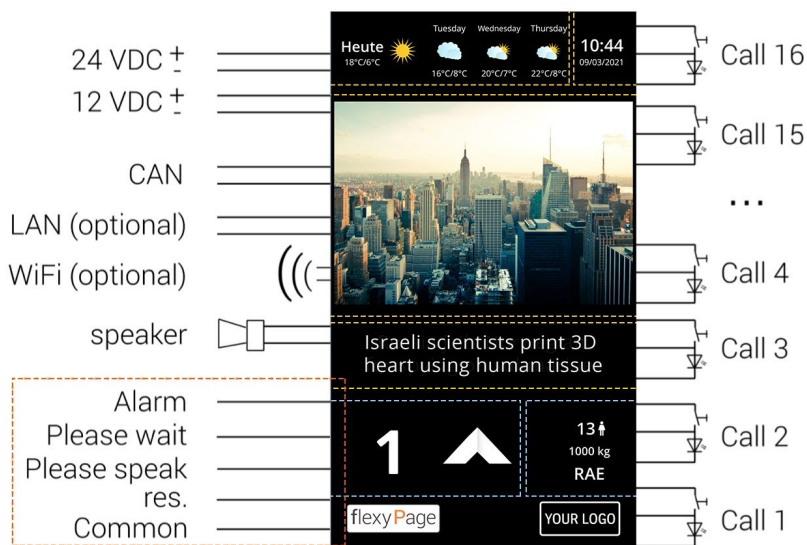 24 VDC +
-
12 VDC +
-
CAN
LAN (optional)
WiFi (optional)
speaker
Alarm
Please wait
Please speak
res.
Common
Heute
18°C/6°C
Tuesday
16°C/8°C
Wednesday
20°C/7°C
Thursday
22°C/8°C
10:44
09/03/2021
Israeli scientists print 3D
heart using human tissue
1
13
1000 kg
RAE
flexyPage
YOUR LOGO
Call 16
Call 15
...
Call 4
Call 3
Call 2
Call 1